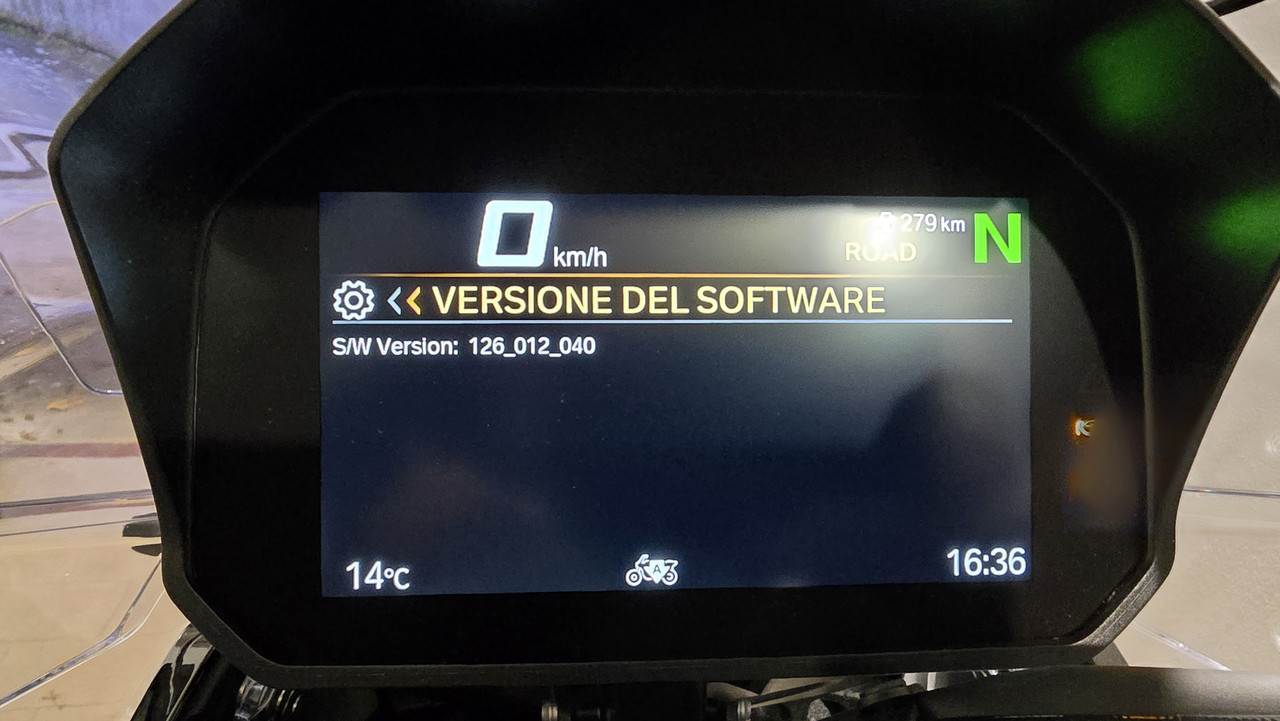 0 km/h
279 km
ROAD
N
VERSIONE DEL SOFTWARE
S/W Version: 126_012_040
14°C
A
16:36